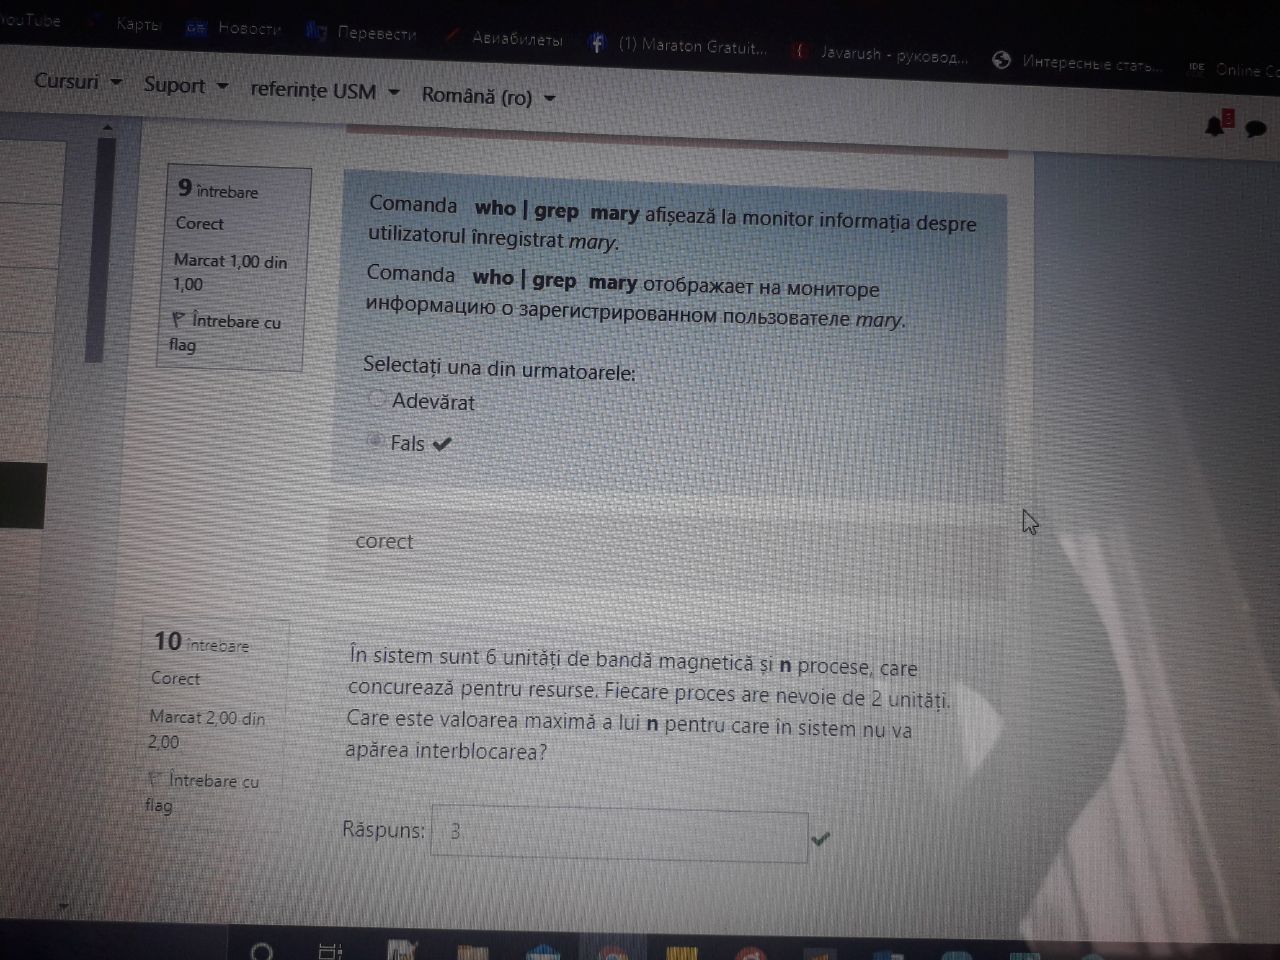 YouTube Карты Новости Перевести Авиабилеты (1) Maraton Gratuit... Javarush - руковод... Интересные стать... IDE Online Co
Cursuri Suport referințe USM Română (ro)
9 întrebare
Corect
Marcat 1,00 din
1,00
Întrebare cu
flag
Comanda who | grep mary afișează la monitor informația despre
utilizatorul înregistrat mary.
Comanda who | grep mary отображает на мониторе
информацию о зарегистрированном пользователе mary.
Selectați una din urmatoarele:
Adevărat
Fals
corect
10 întrebare
Corect
Marcat 2,00 din
2,00
Întrebare cu
flag
În sistem sunt 6 unități de bandă magnetică și n procese, care
concurează pentru resurse. Fiecare proces are nevoie de 2 unități.
Care este valoarea maximă a lui n pentru care în sistem nu va
apărea interblocarea?
Răspuns: 3